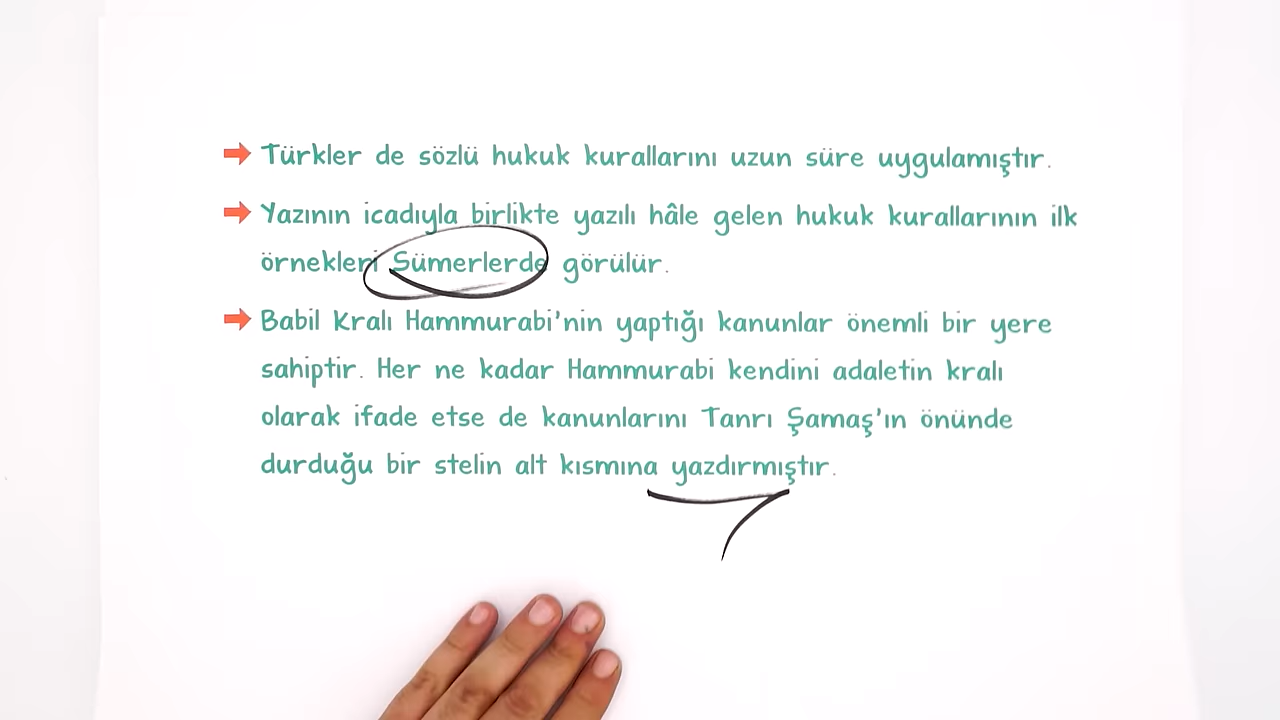 Türkler de sözlü hukuk kurallarını uzun süre uygulamıştır.
Yazının icadıyla birlikte yazılı hâle gelen hukuk kurallarının ilk
örnekleri Sümerlerde görülür.
Babil Kralı Hammurabi'nin yaptığı kanunlar önemli bir yere
sahiptir. Her ne kadar Hammurabi kendini adaletin kralı
olarak ifade etse de kanunlarını Tanrı Şamaş'ın önünde
durduğu bir stelin alt kısmına yazdırmıştır.